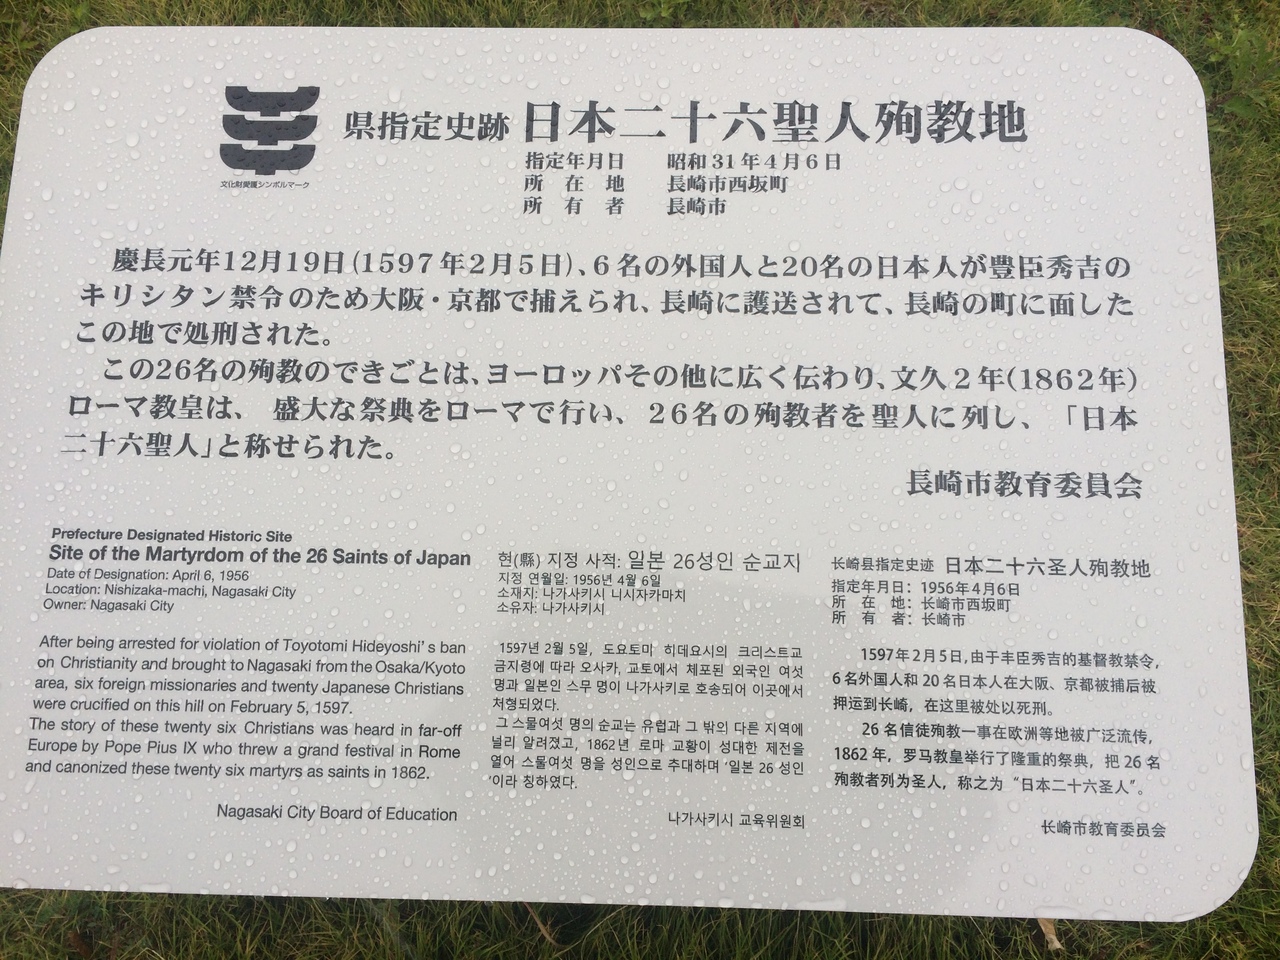 文化財愛護シンボルマーク
県指定史跡 日本二十六聖人殉教地
指定年月日 昭和31年4月6日
所在地 長崎市西坂町
所有者 長崎市
慶長元年12月19日(1597年2月5日)、6名の外国人と20名の日本人が豊臣秀吉の
キリシタン禁令のため大阪・京都で捕えられ、長崎に護送されて、長崎の町に面した
この地で処刑された。
この26名の殉教のできごとは、ヨーロッパその他に広く伝わり、文久2年(1862年)
ローマ教皇は、 盛大な祭典をローマで行い、 26名の殉教者を聖人に列し、「日本
二十六聖人」と称せられた。
長崎市教育委員会
Prefecture Designated Historic Site
Site of the Martyrdom of the 26 Saints of Japan
Date of Designation: April 6, 1956
Location: Nishizaka-machi, Nagasaki City
Owner: Nagasaki City
After being arrested for violation of Toyotomi Hideyoshi's ban
on Christianity and brought to Nagasaki from the Osaka/Kyoto
area, six foreign missionaries and twenty Japanese Christians
were crucified on this hill on February 5, 1597.
The story of these twenty six Christians was heard in far-off
Europe by Pope Pius IX who threw a grand festival in Rome
and canonized these twenty six martyrs as saints in 1862.
Nagasaki City Board of Education
현(縣) 지정 사적: 일본 26성인 순교지
지정 연월일: 1956년 4월 6일
소재지: 나가사키시 니시자카마치
소유자: 나가사키시
1597년 2월 5일, 도요토미 히데요시의 크리스트교
금지령에 따라 오사카, 교토에서 체포된 외국인 여섯
명과 일본인 스무 명이 나가사키로 호송되어 이곳에서
처형되었다.
그 스물여섯 명의 순교는 유럽과 그 밖의 다른 지역에
널리 알려졌고, 1862년 로마 교황이 성대한 제전을
열어 스물여섯 명을 성인으로 추대하며 '일본 26 성인
'이라 칭하였다.
나가사키시 교육위원회
长崎县指定史迹 日本二十六圣人殉教地
指定年月日：1956年4月6日
所在地：长崎市西坂町
所有者：长崎市
1597年2月5日,由于丰臣秀吉的基督教禁令,
6名外国人和20名日本人在大阪、京都被捕后被
押运到长崎，在这里被处以死刑。
26名信徒殉教一事在欧洲等地被广泛流传，
1862年，罗马教皇举行了隆重的祭典，把26名
殉教者列为圣人，称之为“日本二十六圣人”。
长崎市教育委员会